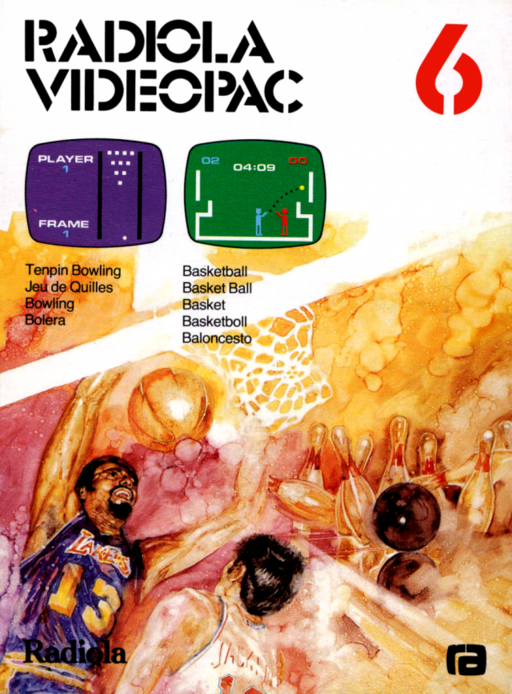 RADIOLA
VIDEOPAC
6
PLAYER
1
FRAME
1
02
04:09
00
Tenpin Bowling
Jeu de Quilles
Bowling
Bolera
Basketball
Basket Ball
Basket
Basketboll
Baloncesto
LAKERS
13
Radiola
ra